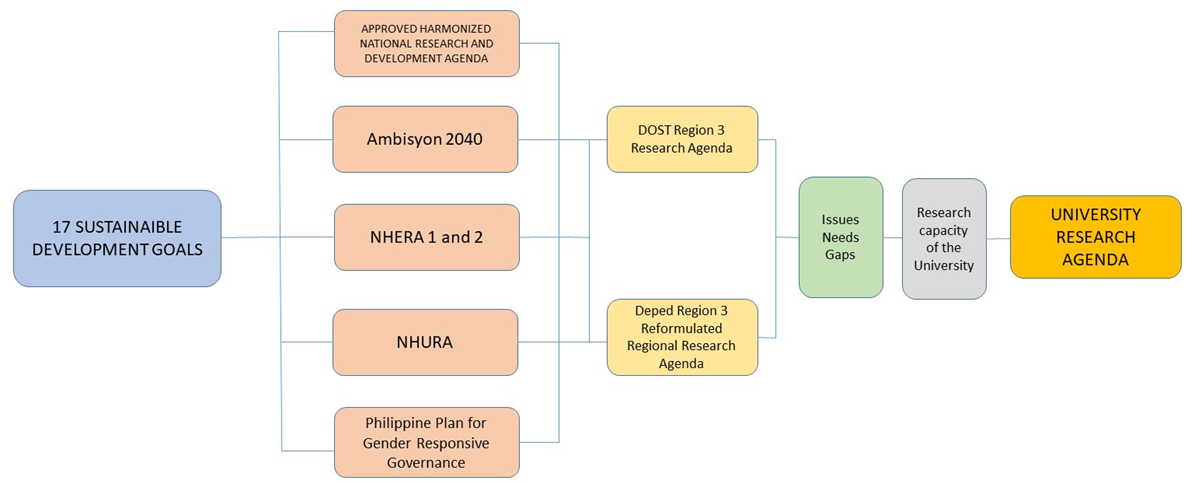 17 SUSTAINAIBLE
DEVELOPMENT GOALS
APPROVED HARMONIZED
NATIONAL RESEARCH AND
DEVELOPMENT AGENDA
Ambisyon 2040
NHERA 1 and 2
NHURA
Philippine Plan for
Gender Responsive
Governance
DOST Region 3
Research Agenda
Deped Region 3
Reformulated
Regional Research
Agenda
Issues
Needs
Gaps
Research
capacity
of the
University
UNIVERSITY
RESEARCH
AGENDA